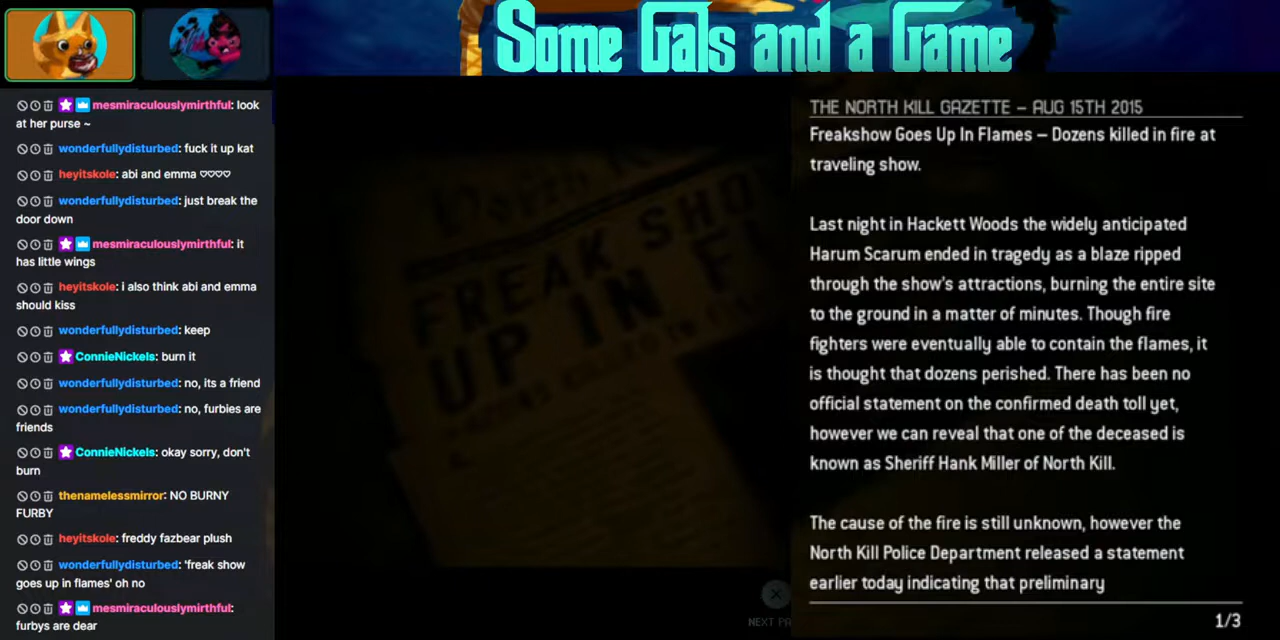 Some Gals and a Game
mesmiraculouslymirthful: look
at her purse ~
wonderfullydisturbed: fuck it up kat
heyitskole: abi and emma ♡♡♡♡
wonderfullydisturbed: just break the
door down
mesmiraculouslymirthful: it
has little wings
heyitskole: i also think abi and emma
should kiss
wonderfullydisturbed: keep
ConnieNickels: burn it
wonderfullydisturbed: no, its a friend
wonderfullydisturbed: no, furbies are
friends
ConnieNickels: okay sorry, don't
burn
thenamelessmirror: NO BURNY
FURBY
heyitskole: freddy fazbear plush
wonderfullydisturbed: 'freak show
goes up in flames' oh no
mesmiraculouslymirthful:
furbys are dear
FREAK SHO
UP IN F
THE NORTH KILL GAZETTE – AUG 15TH 2015
Freakshow Goes Up In Flames – Dozens killed in fire at
traveling show.
Last night in Hackett Woods the widely anticipated
Harum Scarum ended in tragedy as a blaze ripped
through the show's attractions, burning the entire site
to the ground in a matter of minutes. Though fire
fighters were eventually able to contain the flames, it
is thought that dozens perished. There has been no
official statement on the confirmed death toll yet,
however we can reveal that one of the deceased is
known as Sheriff Hank Miller of North Kill.
The cause of the fire is still unknown, however the
North Kill Police Department released a statement
earlier today indicating that preliminary
NEXT PA
1/3